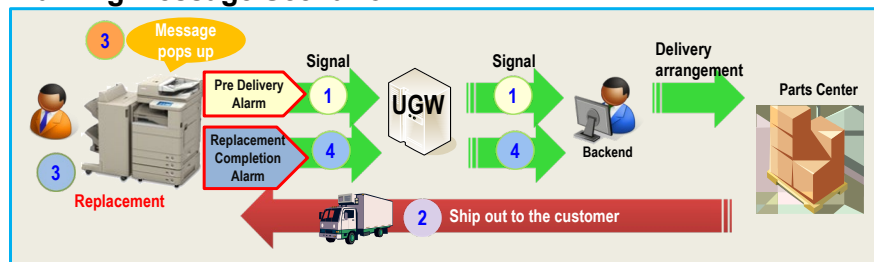 3
Message
pops up
Pre Delivery
Alarm
Signal
1
UGW
Signal
1
Delivery
arrangement
Parts Center
Replacement
Completion
Alarm
4
4
Backend
3
Replacement
2
Ship out to the customer